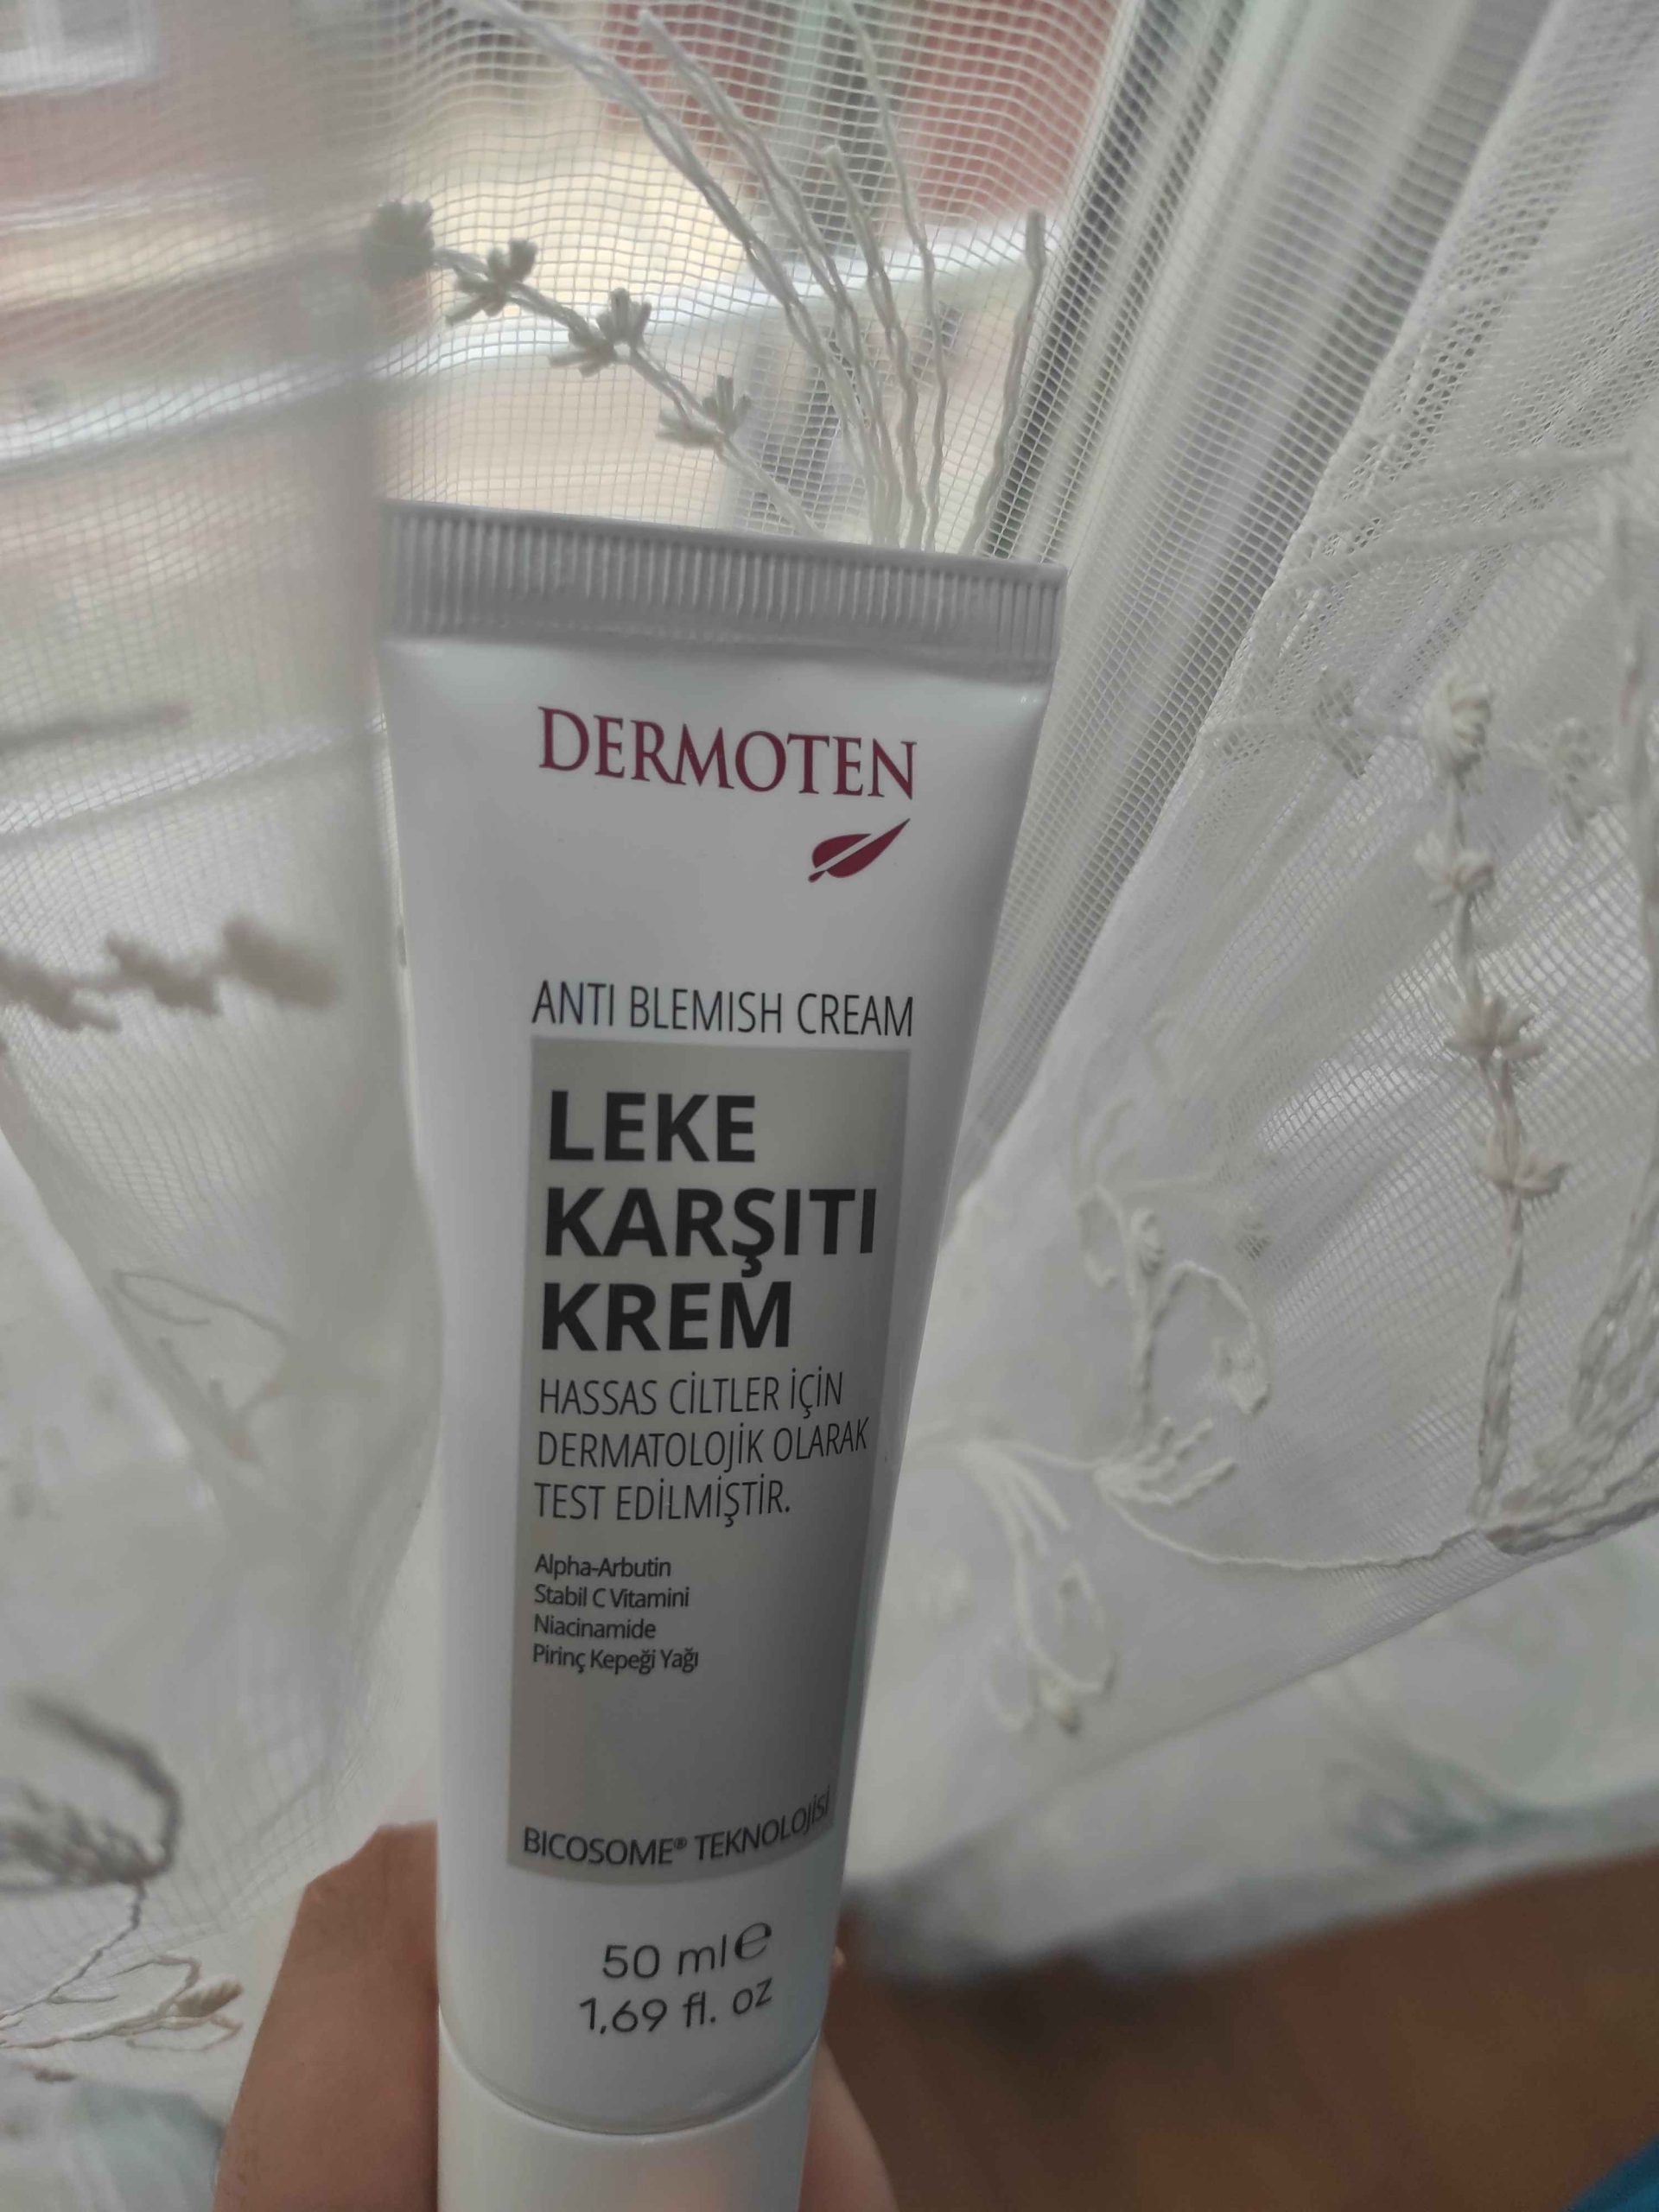 DERMOTEN
ANTI BLEMISH CREAM
LEKE
KARŞITI
KREM
HASSAS CİLTLER İÇİN
DERMATOLOJİK OLARAK
TEST EDİLMİŞTİR.
Alpha-Arbutin
Stabil C Vitamini
Niacinamide
Pirinç Kepeği Yağı
BICOSOME® TEKNOLOJİSİ
50 ml e
1,69 fl. oz